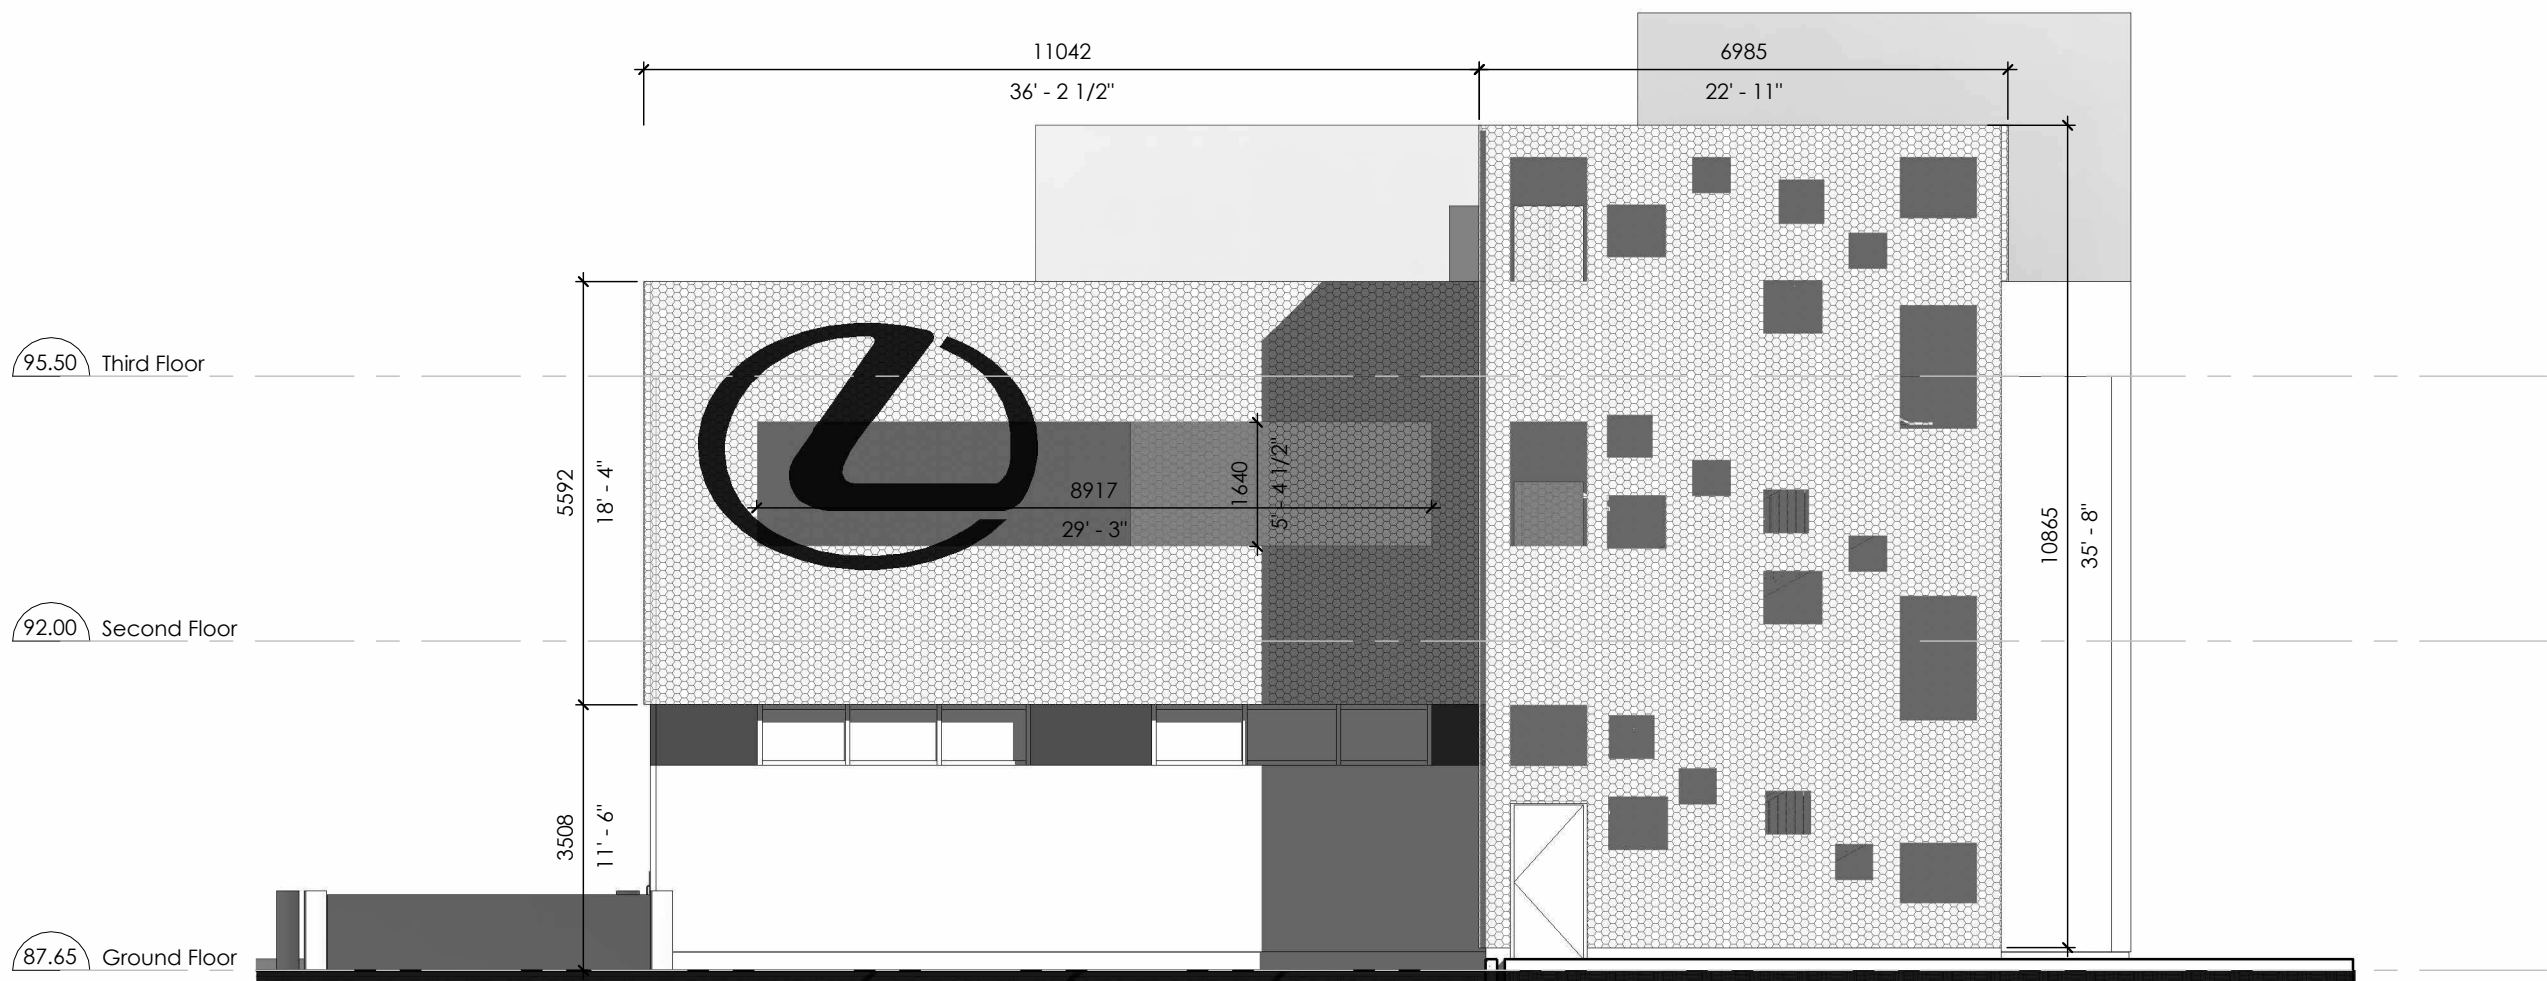 11042
36' - 2 1/2"
6985
22' - 11"
95.50 Third Floor
5592
18' - 4"
8917
29' - 3"
1640
5' - 4 1/2"
10865
35' - 8"
92.00 Second Floor
3508
11' - 6"
87.65 Ground Floor